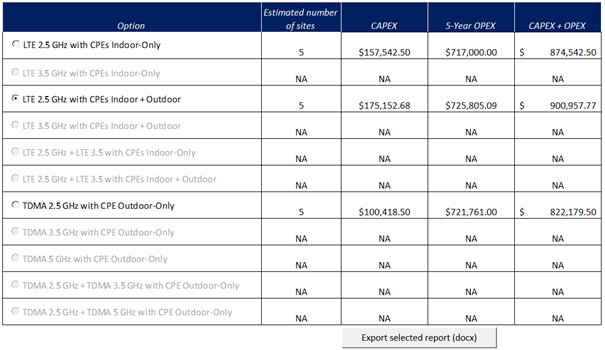 Option Estimated number of sites CAPEX 5-Year OPEX CAPEX + OPEX
LTE 2.5 GHz with CPEs Indoor-Only 5 $157,542.50 $717,000.00 $ 874,542.50
LTE 3.5 GHz with CPEs Indoor-Only NA NA NA NA
LTE 2.5 GHz with CPEs Indoor + Outdoor 5 $175,152.68 $725,805.09 $ 900,957.77
LTE 3.5 GHz with CPEs Indoor + Outdoor NA NA NA NA
LTE 2.5 GHz + LTE 3.5 with CPEs Indoor-Only NA NA NA NA
LTE 2.5 GHz + LTE 3.5 with CPEs Indoor + Outdoor NA NA NA NA
TDMA 2.5 GHz with CPE Outdoor-Only 5 $100,418.50 $721,761.00 $ 822,179.50
TDMA 3.5 GHz with CPE Outdoor-Only NA NA NA NA
TDMA 5 GHz with CPE Outdoor-Only NA NA NA NA
TDMA 2.5 GHz + TDMA 3.5 GHz with CPE Outdoor-Only NA NA NA NA
TDMA 2.5 GHz + TDMA 5 GHz with CPE Outdoor-Only NA NA NA NA
Export selected report (docx)